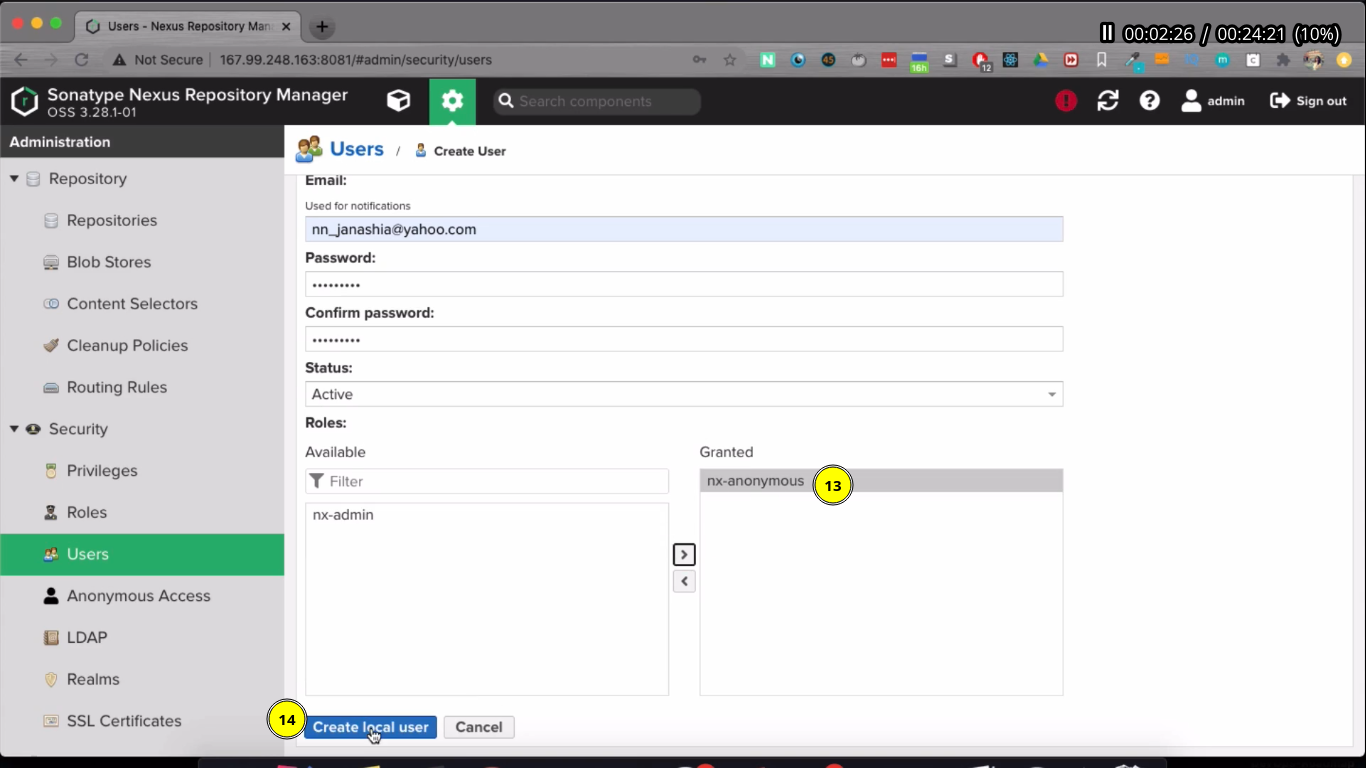 Users - Nexus Repository Man
00:02:26 / 00:24:21 (10%)
Not Secure
167.99.248.163:8081/#admin/security/users
N
45
16h
S
12
m
C
Sonatype Nexus Repository Manager
OSS 3.28.1-01
Search components
admin
Sign out
Administration
Users / Create User
Repository
Repositories
Blob Stores
Content Selectors
Cleanup Policies
Routing Rules
Security
Privileges
Roles
Users
Anonymous Access
LDAP
Realms
SSL Certificates
Email:
Used for notifications
nn_janashia@yahoo.com
Password:
•••••••••
Confirm password:
•••••••••
Status:
Active
Roles:
Available
Granted
Filter
nx-anonymous
13
nx-admin
>
<
14
Create local user
Cancel